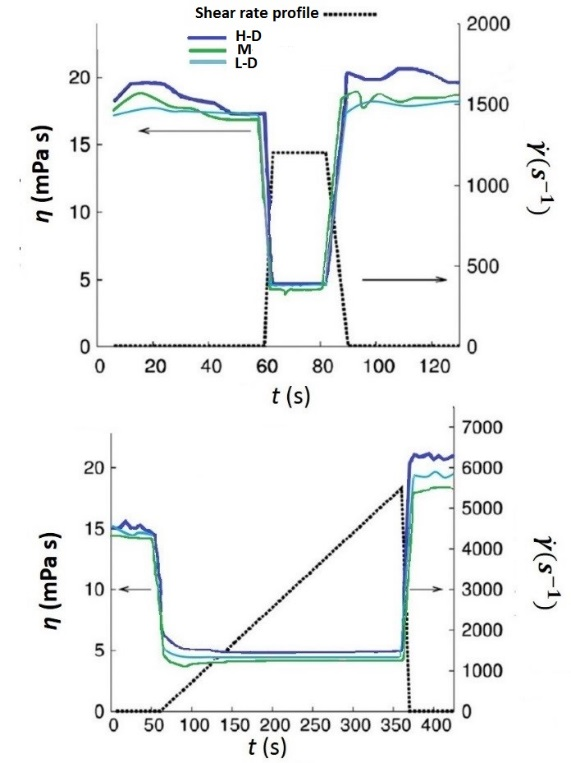 Shear rate profile
H-D
M
L-D
2000
1500
1000
500
0
γ̇(s⁻¹)
20
15
10
5
0
η (mPa s)
0 20 40 60 80 100 120
t (s)
7000
6000
5000
4000
3000
2000
1000
0
γ̇(s⁻¹)
20
15
10
5
0
η (mPa s)
0 50 100 150 200 250 300 350 400
t (s)